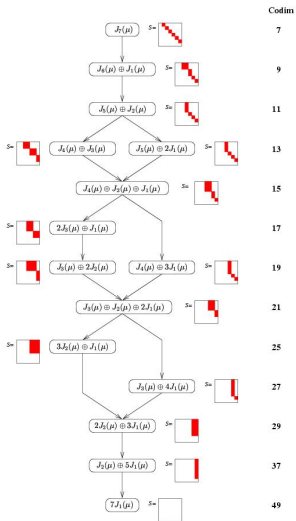 Codim
J₇(μ) S= 7
J₆(μ) ⊕ J₁(μ) S= 9
J₅(μ) ⊕ J₂(μ) S= 11
S= J₄(μ) ⊕ J₃(μ) J₅(μ) ⊕ 2J₁(μ) S= 13
J₄(μ) ⊕ J₂(μ) ⊕ J₁(μ) S= 15
S= 2J₃(μ) ⊕ J₁(μ) 17
S= J₃(μ) ⊕ 2J₂(μ) J₄(μ) ⊕ 3J₁(μ) S= 19
J₃(μ) ⊕ J₂(μ) ⊕ 2J₁(μ) S= 21
S= 3J₂(μ) ⊕ J₁(μ) 25
J₃(μ) ⊕ 4J₁(μ) S= 27
2J₂(μ) ⊕ 3J₁(μ) S= 29
J₂(μ) ⊕ 5J₁(μ) S= 37
7J₁(μ) S= 49